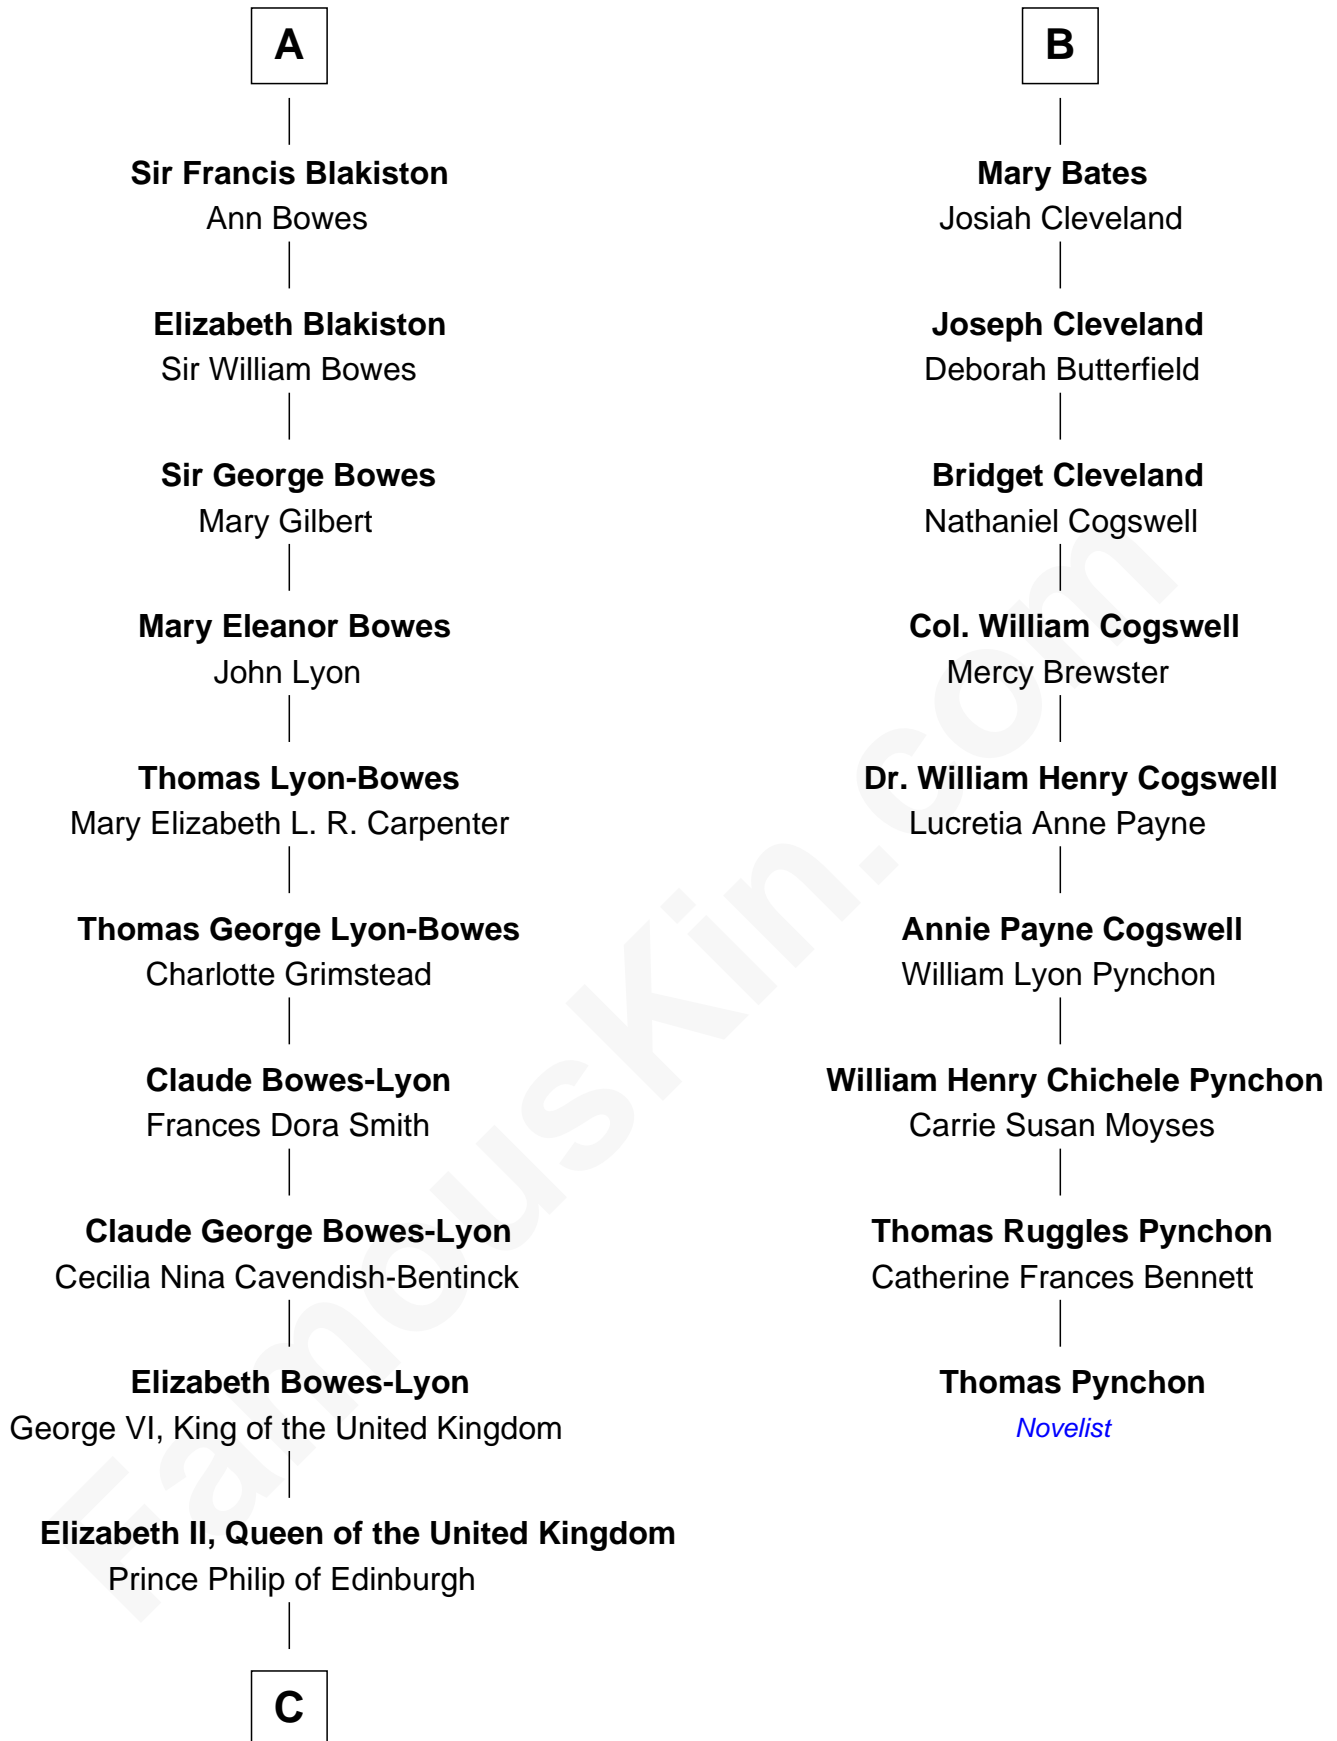 A
Sir Francis Blakiston
Ann Bowes
Elizabeth Blakiston
Sir William Bowes
Sir George Bowes
Mary Gilbert
Mary Eleanor Bowes
John Lyon
Thomas Lyon-Bowes
Mary Elizabeth L. R. Carpenter
Thomas George Lyon-Bowes
Charlotte Grimstead
Claude Bowes-Lyon
Frances Dora Smith
Claude George Bowes-Lyon
Cecilia Nina Cavendish-Bentinck
Elizabeth Bowes-Lyon
George VI, King of the United Kingdom
Elizabeth II, Queen of the United Kingdom
Prince Philip of Edinburgh
C
B
Mary Bates
Josiah Cleveland
Joseph Cleveland
Deborah Butterfield
Bridget Cleveland
Nathaniel Cogswell
Col. William Cogswell
Mercy Brewster
Dr. William Henry Cogswell
Lucretia Anne Payne
Annie Payne Cogswell
William Lyon Pynchon
William Henry Chichele Pynchon
Carrie Susan Moyses
Thomas Ruggles Pynchon
Catherine Frances Bennett
Thomas Pynchon
Novelist
FamousKin.com